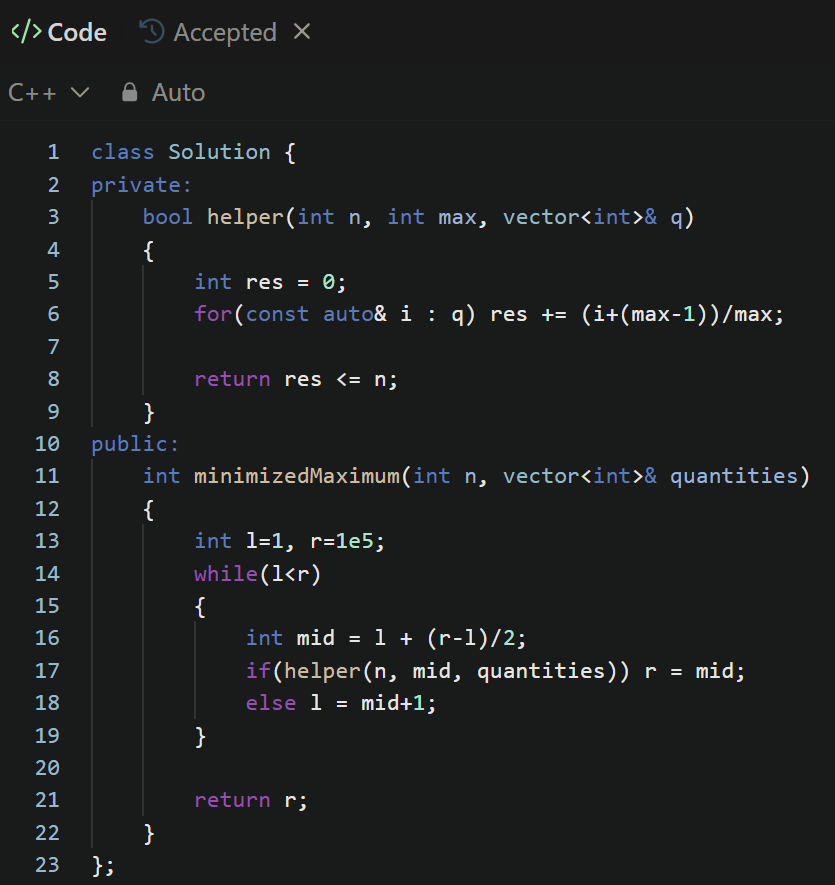 </> Code Accepted ×
C++ Auto
1 class Solution {
2 private:
3     bool helper(int n, int max, vector<int>& q)
4     {
5         int res = 0;
6         for(const auto& i : q) res += (i+(max-1))/max;
7
8         return res <= n;
9     }
10 public:
11     int minimizedMaximum(int n, vector<int>& quantities)
12     {
13         int l=1, r=1e5;
14         while(l<r)
15         {
16             int mid = l + (r-l)/2;
17             if(helper(n, mid, quantities)) r = mid;
18             else l = mid+1;
19         }
20
21         return r;
22     }
23 };